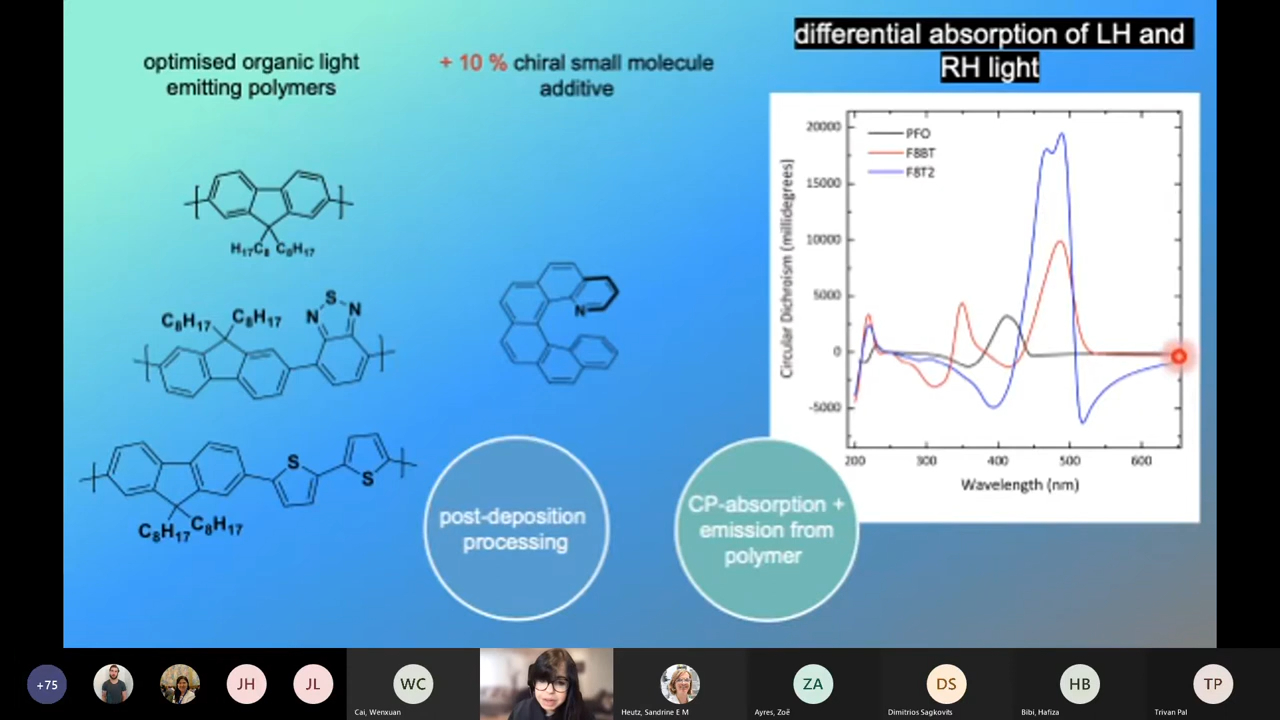 optimised organic light
emitting polymers
+ 10 % chiral small molecule
additive
differential absorption of LH and
RH light
H17C8 C8H17
C8H17 C8H17
N S N
S
S
C8H17 C8H17
N
post-deposition
processing
CP-absorption +
emission from
polymer
PFO
F8BT
F8T2
Circular Dichroism (millidegrees)
20000
15000
10000
5000
0
-5000
200 300 400 500 600
Wavelength (nm)
+75
JH
JL
WC
Cai, Wenxuan
Heutz, Sandrine E M
ZA
Ayres, Zoë
DS
Dimitrios Sagkovits
HB
Bibi, Hafiza
TP
Trivan Pal